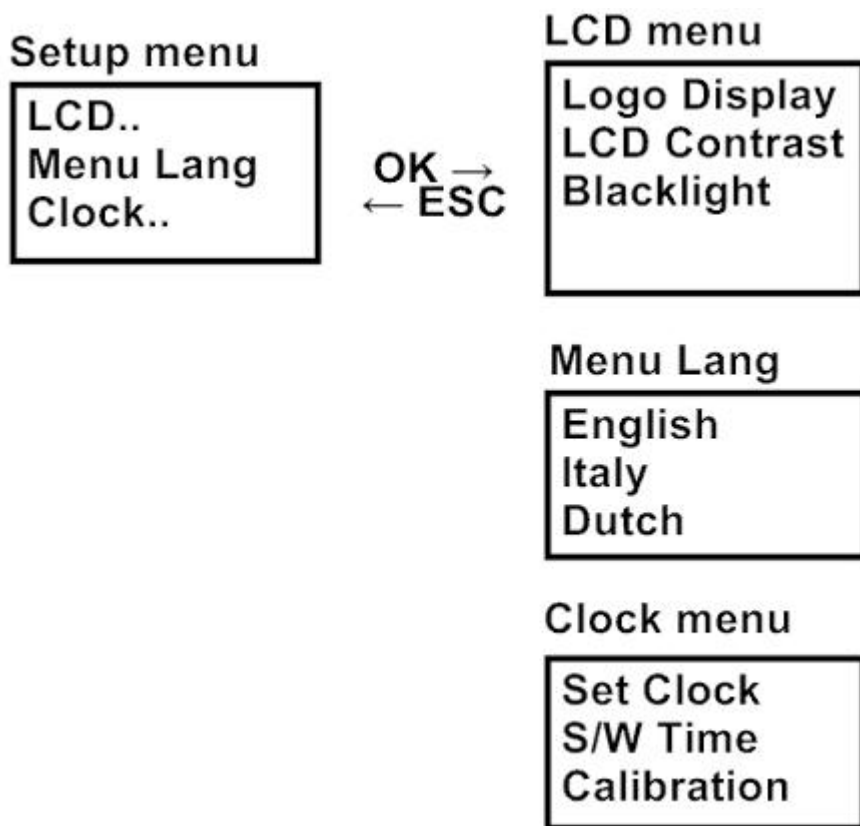 Setup menu
LCD..
Menu Lang
Clock..
OK →
← ESC
LCD menu
Logo Display
LCD Contrast
Blacklight
Menu Lang
English
Italy
Dutch
Clock menu
Set Clock
S/W Time
Calibration